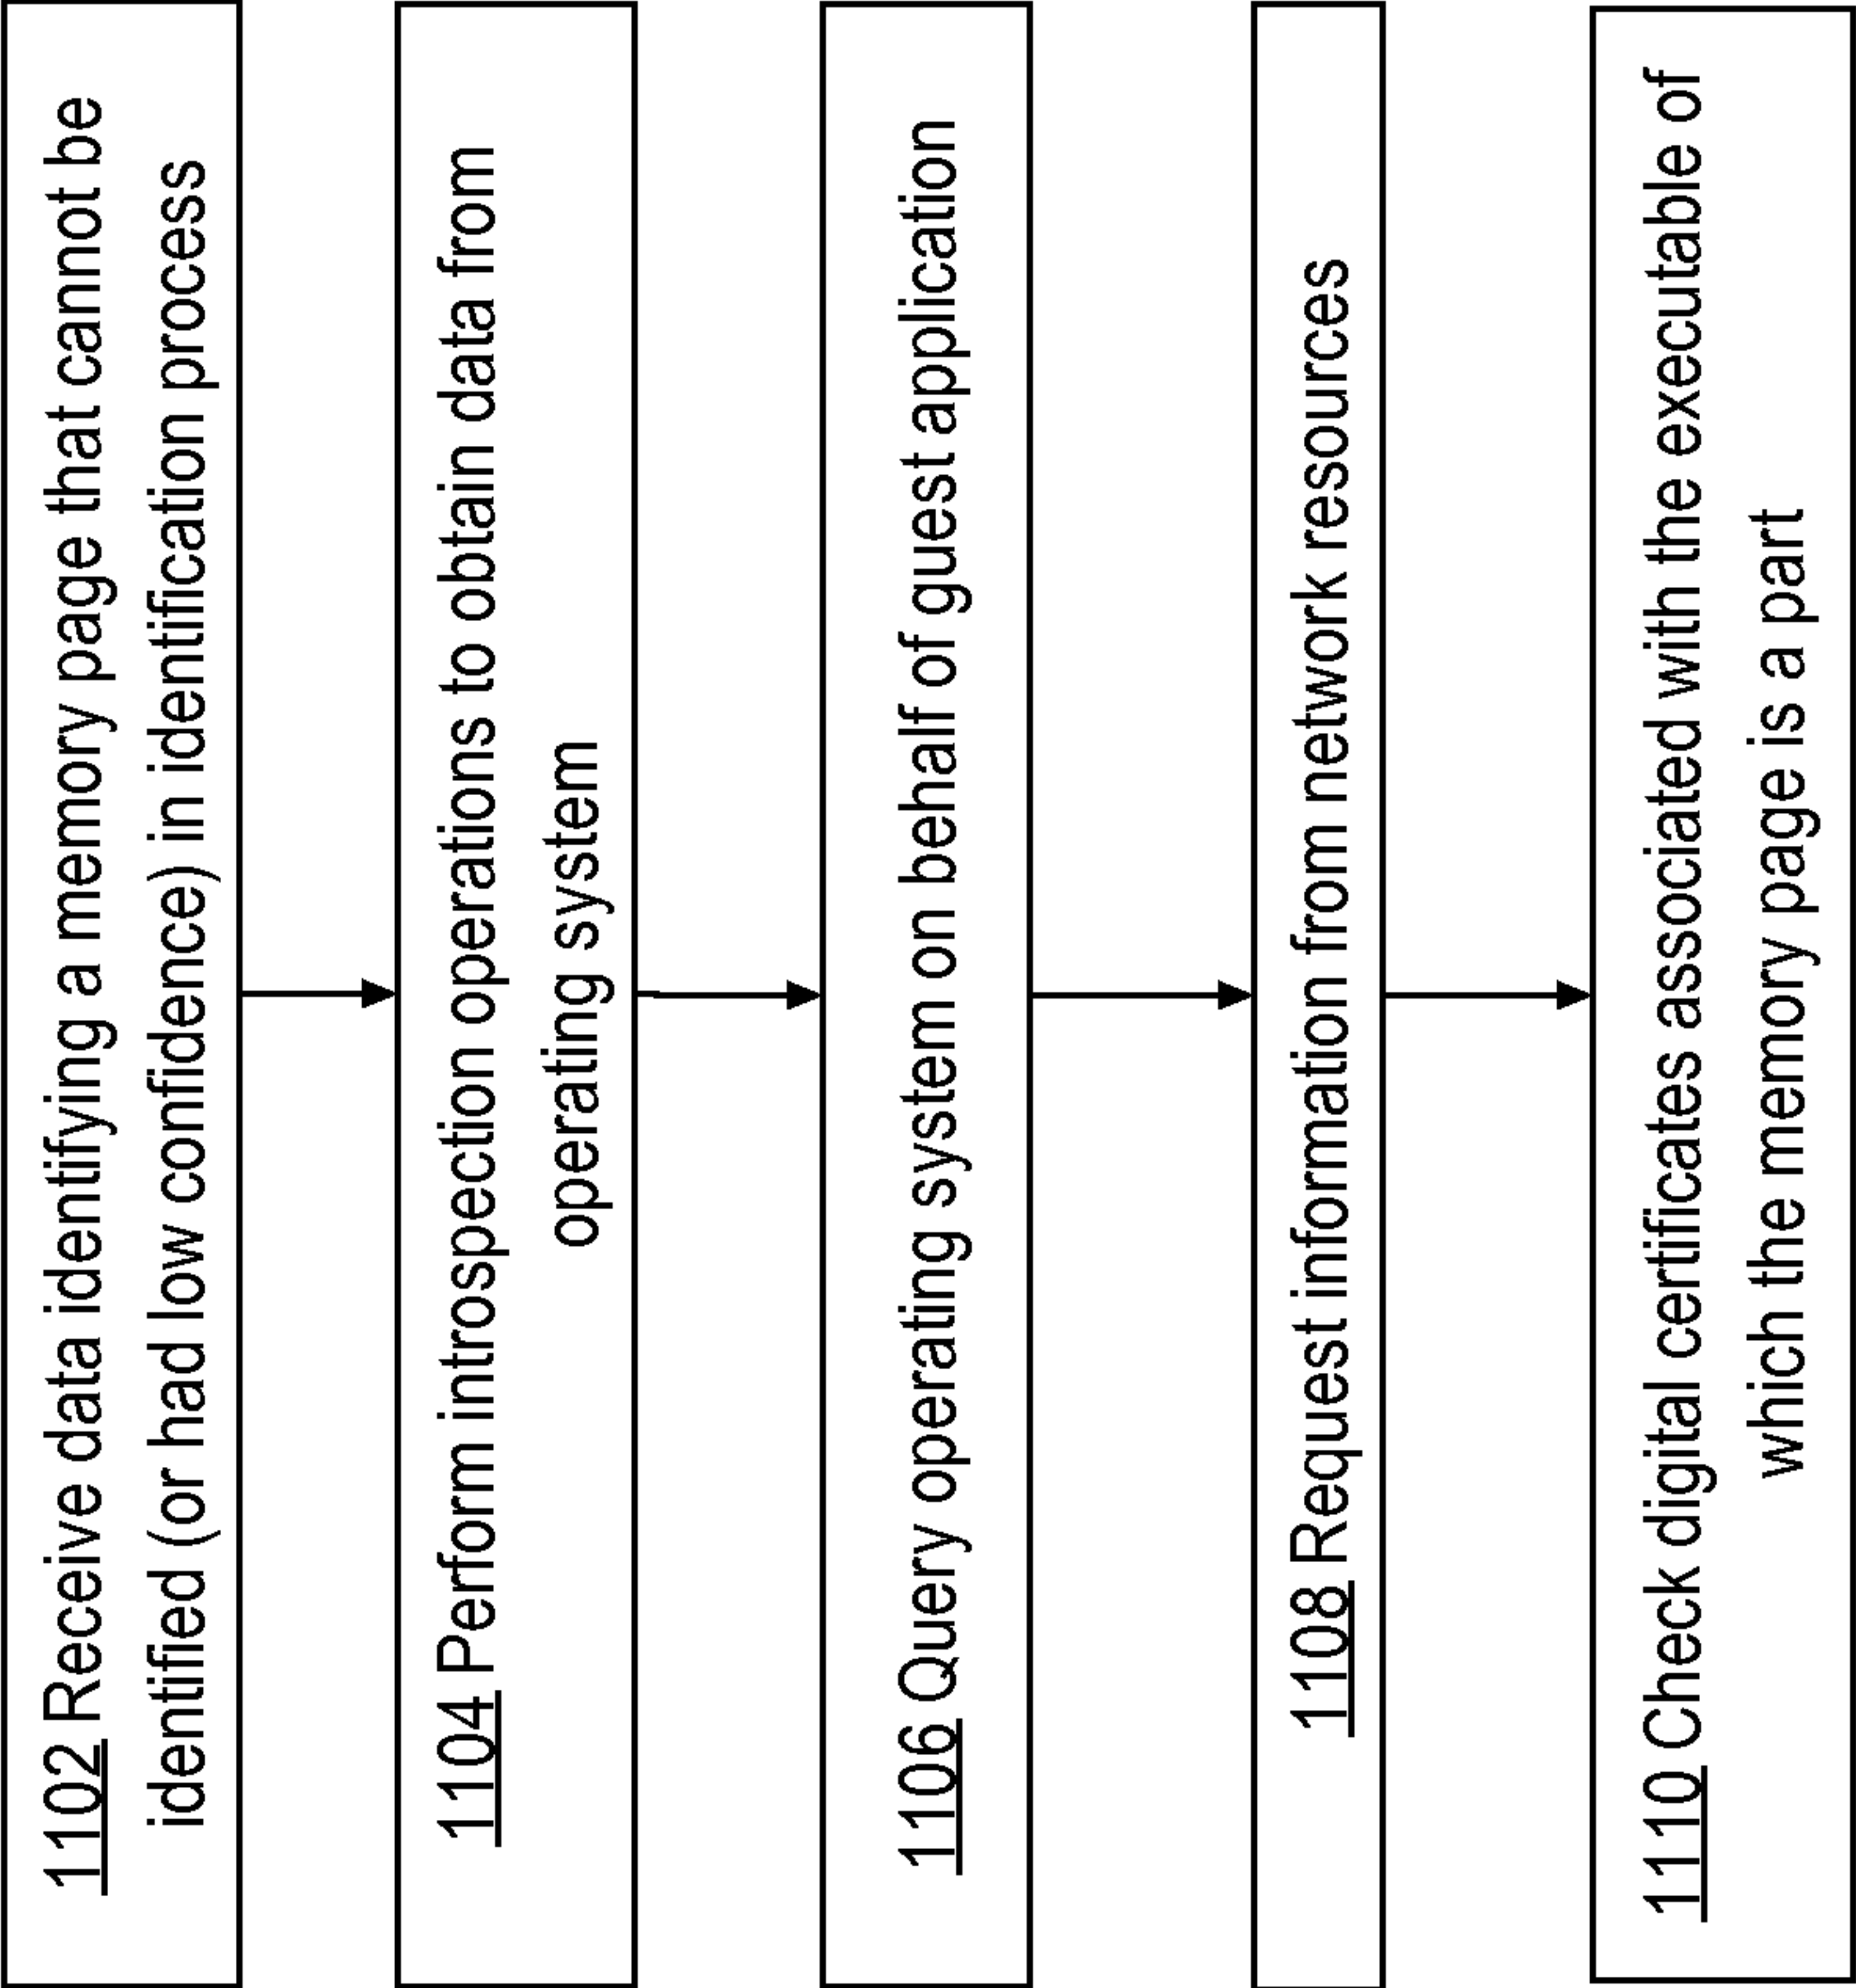 1102 Receive data identifying a memory page that cannot be
identified (or had low confidence) in identification process
1104 Perform introspection operations to obtain data from
operating system
1106 Query operating system on behalf of guest application
1108 Request information from network resources
1110 Check digital certificates associated with the executable of
which the memory page is a part